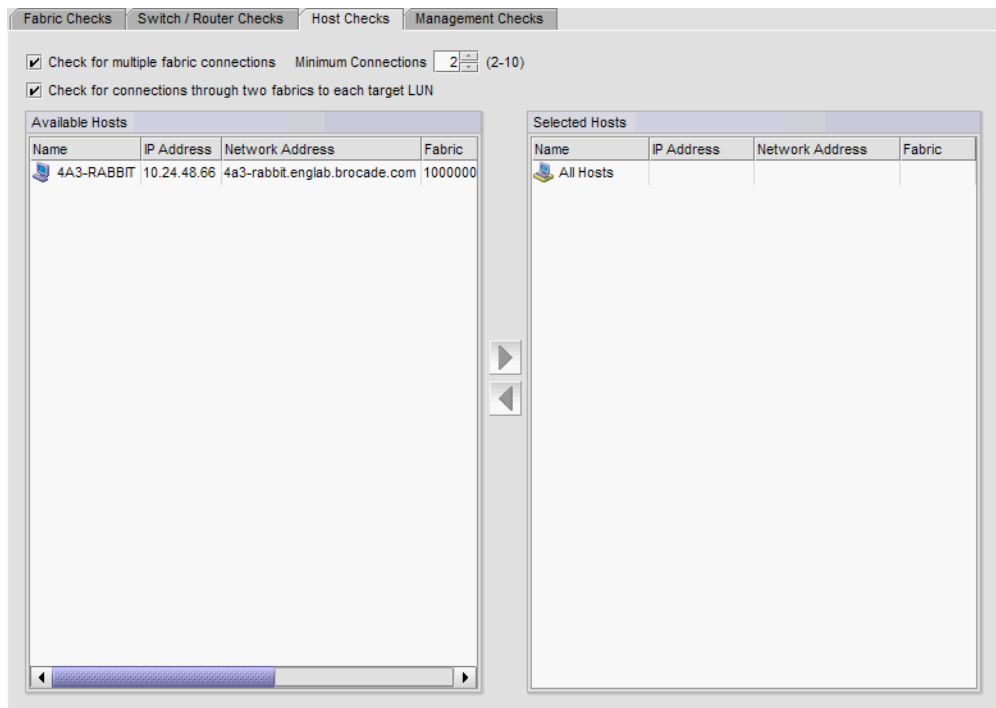 Fabric Checks Switch / Router Checks Host Checks Management Checks
Check for multiple fabric connections Minimum Connections 2 (2-10)
Check for connections through two fabrics to each target LUN
Available Hosts
Name IP Address Network Address Fabric
4A3-RABBIT 10.24.48.66 4a3-rabbit.englab.brocade.com 1000000
Selected Hosts
Name IP Address Network Address Fabric
All Hosts